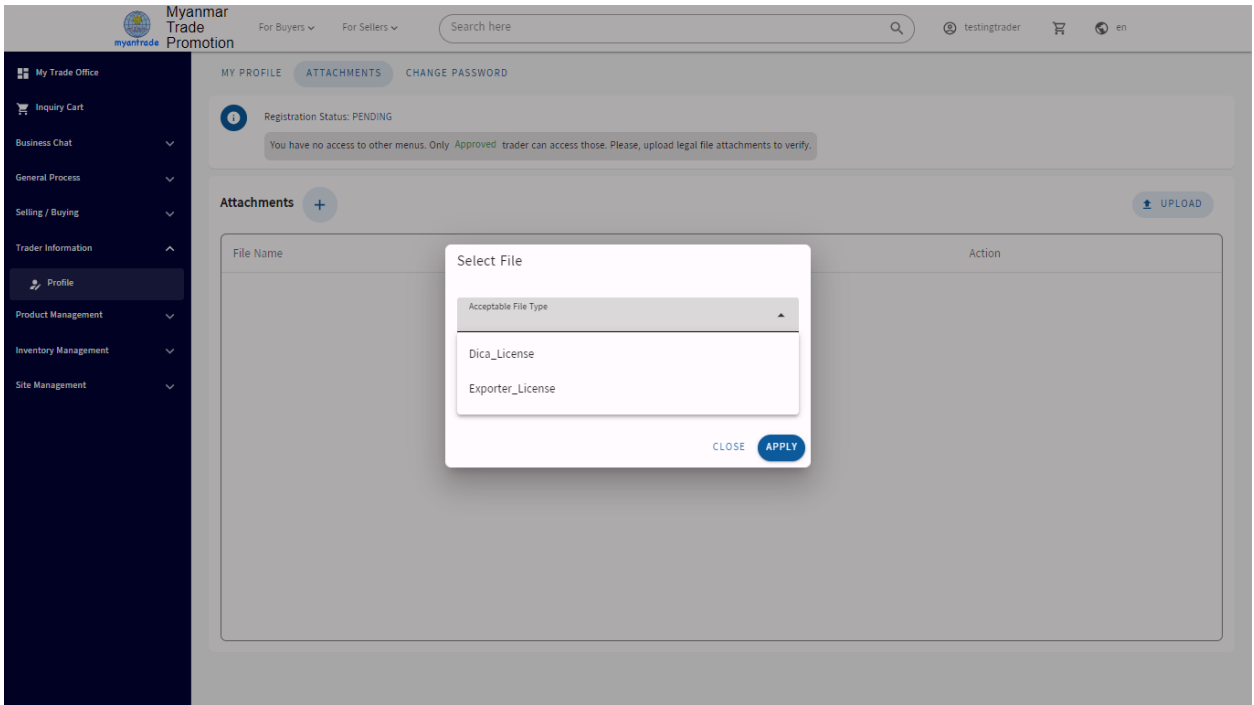 Myanmar
Trade
Promotion
myantrade
For Buyers
For Sellers
Search here
testingtrader
en
My Trade Office
Inquiry Cart
Business Chat
General Process
Selling / Buying
Trader Information
Profile
Product Management
Inventory Management
Site Management
MY PROFILE
ATTACHMENTS
CHANGE PASSWORD
Registration Status: PENDING
You have no access to other menus. Only Approved trader can access those. Please, upload legal file attachments to verify.
Attachments
+
UPLOAD
File Name
Action
Select File
Acceptable File Type
Dica_License
Exporter_License
CLOSE
APPLY